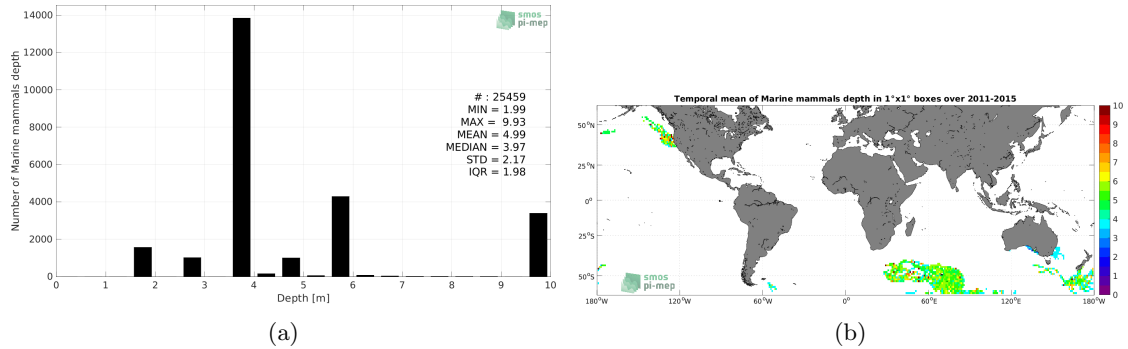 smos
pi-mep
14000
12000
10000
8000
6000
4000
2000
0
Number of Marine mammals depth
# : 25459
MIN = 1.99
MAX = 9.93
MEAN = 4.99
MEDIAN = 3.97
STD = 2.17
IQR = 1.98
0 1 2 3 4 5 6 7 8 9 10
Depth [m]
(a)
Temporal mean of Marine mammals depth in 1°x1° boxes over 2011-2015
50°N
25°N
0°
25°S
50°S
smos
pi-mep
180°W 120°W 60°W 0° 60°E 120°E 180°E
10
9
8
7
6
5
4
3
2
1
0
(b)